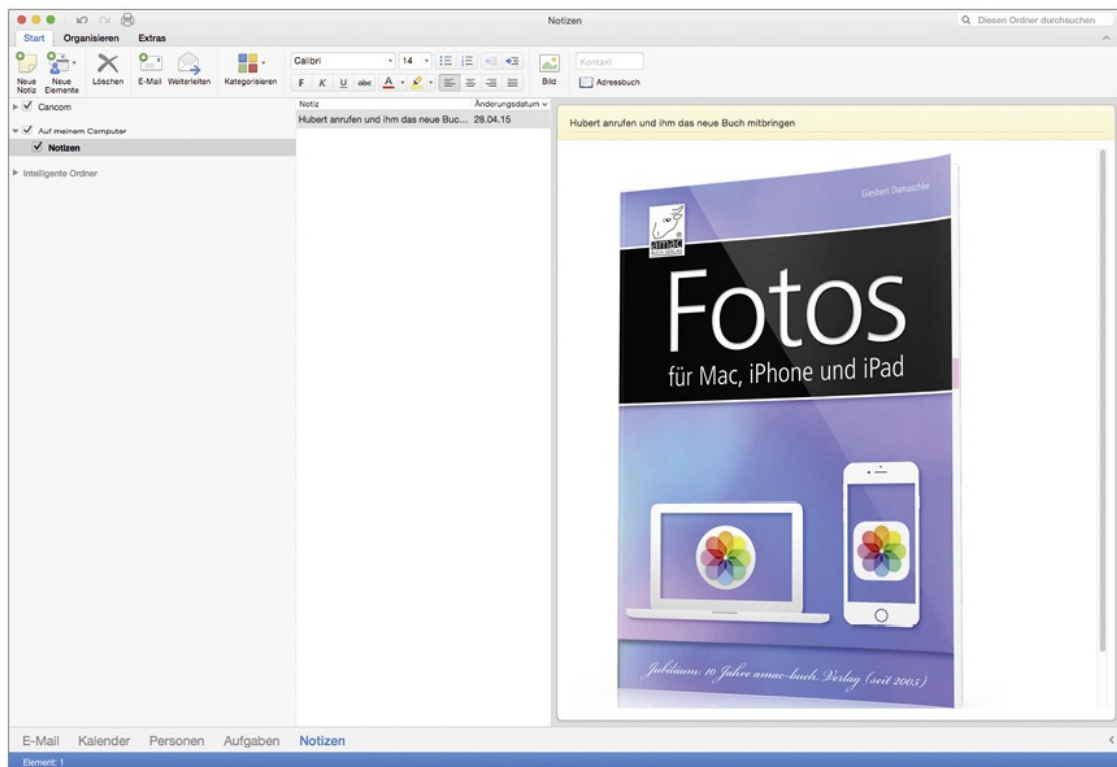 Notizen
Diesen Ordner durchsuchen
Start Organisieren Extras
Neue Notiz
Neue Elemente
Löschen
E-Mail
Weiterleiten
Kategorisieren
Calibri
14
F K U abc A
Bild
Kontakt
Adressbuch
Cancom
Auf meinem Computer
Notizen
Intelligente Ordner
Notiz Änderungsdatum
Hubert anrufen und ihm das neue Buc... 28.04.15
Hubert anrufen und ihm das neue Buch mitbringen
Giesbert Damaschke
amac
BUCH VERLAG
Fotos
für Mac, iPhone und iPad
Jubiläum: 10 Jahre amac-buch Verlag (seit 2005)
E-Mail Kalender Personen Aufgaben Notizen
Element: 1